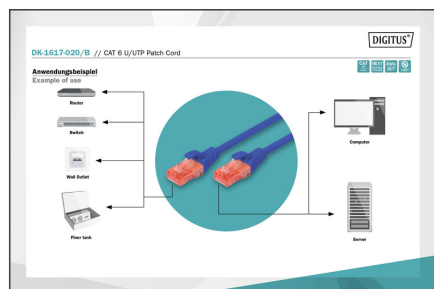 DIGITUS®
DK-1617-020/B // CAT 6 U/UTP Patch Cord
Anwendungsbeispiel
Example of use
Router
Switch
Wall Outlet
Floor tank
Computer
Server